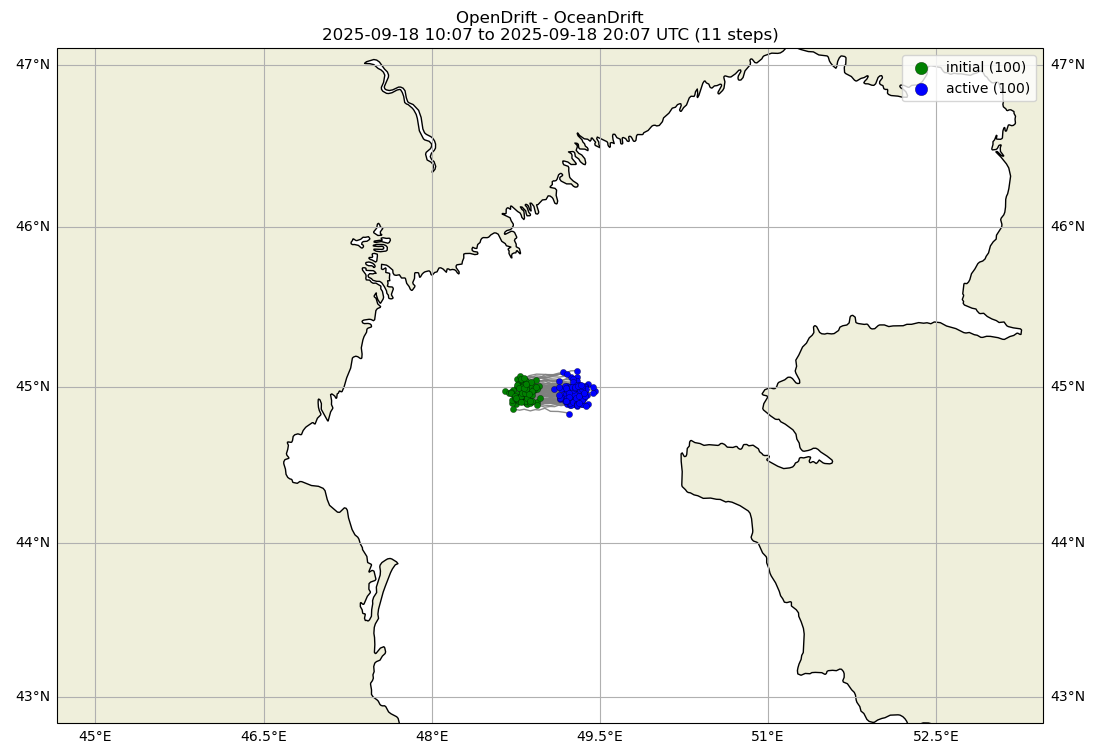 OpenDrift - OceanDrift
2025-09-18 10:07 to 2025-09-18 20:07 UTC (11 steps)
47°N
47°N
initial (100)
active (100)
46°N
46°N
45°N
45°N
44°N
44°N
43°N
43°N
45°E
46.5°E
48°E
49.5°E
51°E
52.5°E